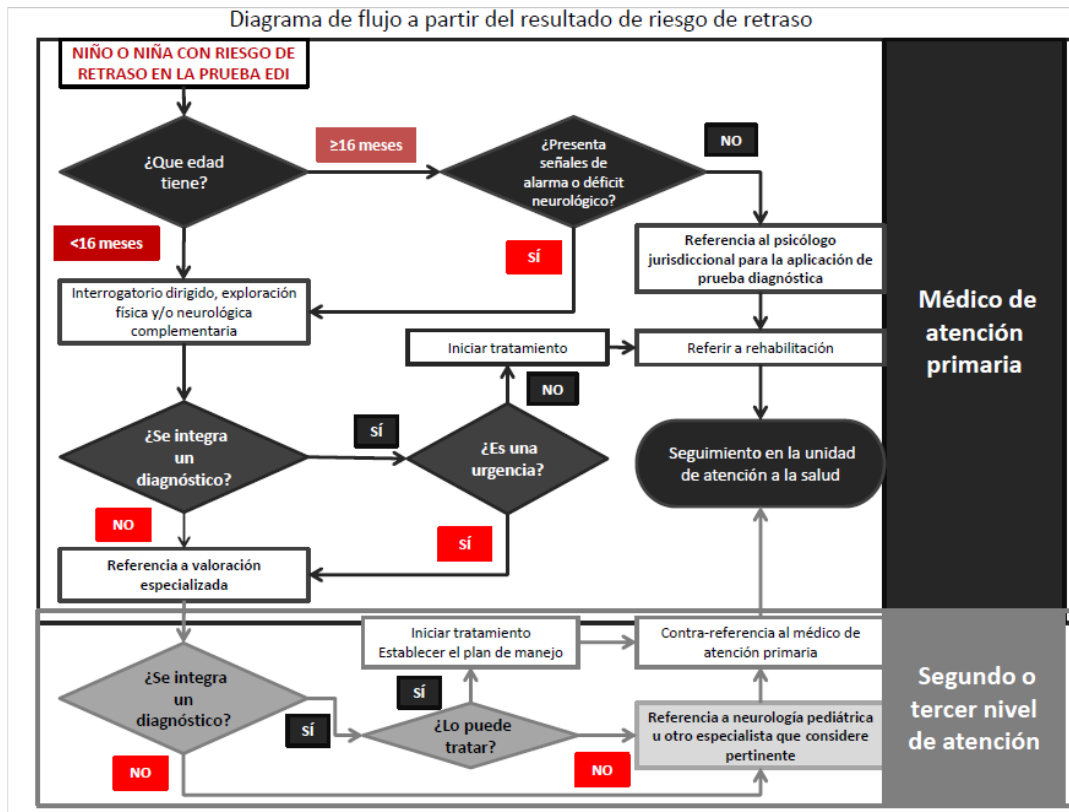 Diagrama de flujo a partir del resultado de riesgo de retraso
NIÑO O NIÑA CON RIESGO DE
RETRASO EN LA PRUEBA EDI
¿Que edad
tiene?
≥16 meses
¿Presenta
señales de
alarma o déficit
neurológico?
NO
<16 meses
SÍ
Referencia al psicólogo
jurisdiccional para la aplicación de
prueba diagnóstica
Interrogatorio dirigido, exploración
física y/o neurológica
complementaria
Iniciar tratamiento
Referir a rehabilitación
NO
¿Se integra
un
diagnóstico?
SÍ
¿Es una
urgencia?
Seguimiento en la unidad
de atención a la salud
NO
SÍ
Referencia a valoración
especializada
Médico de
atención
primaria
Iniciar tratamiento
Establecer el plan de manejo
Contra-referencia al médico de
atención primaria
¿Se integra
un
diagnóstico?
SÍ
SÍ
¿Lo puede
tratar?
Referencia a neurología pediátrica
u otro especialista que considere
pertinente
NO
NO
Segundo o
tercer nivel
de atención